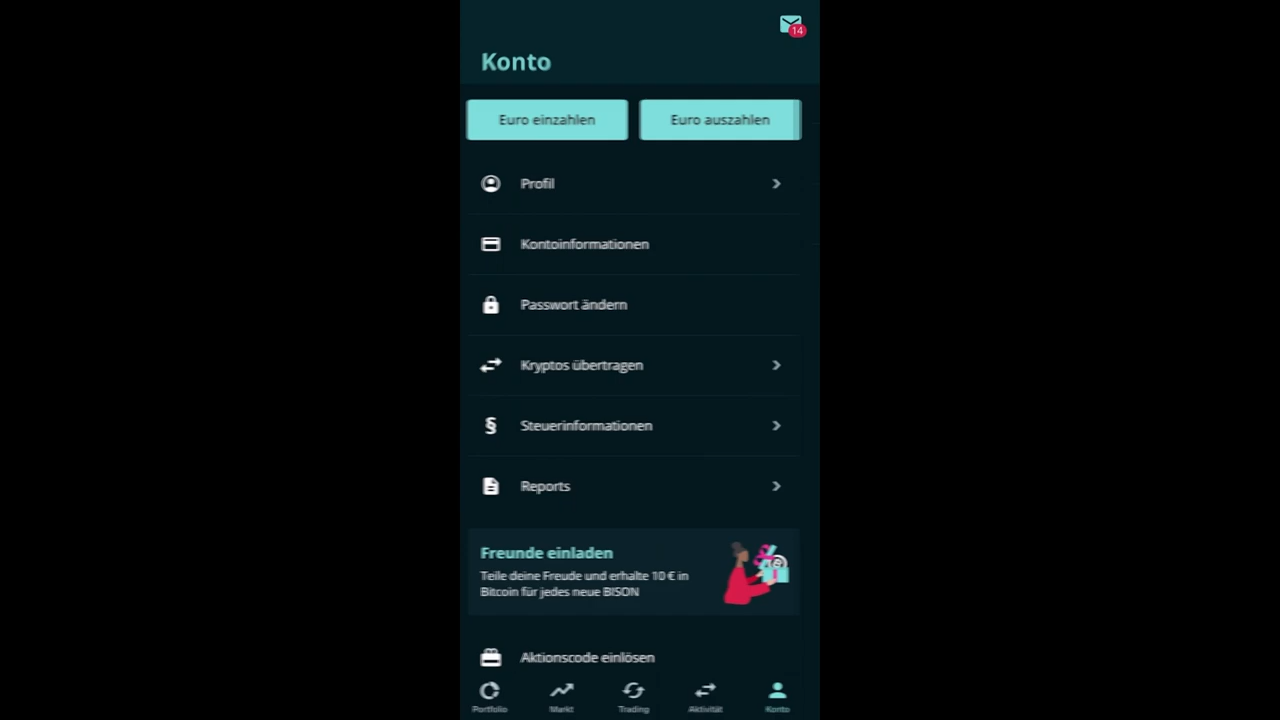 14
Konto
Euro einzahlen
Euro auszahlen
Profil
Kontoinformationen
Passwort ändern
Kryptos übertragen
§ Steuerinformationen
Reports
Freunde einladen
Teile deine Freude und erhalte 10 € in
Bitcoin für jedes neue BISON
Aktionscode einlösen
Portfolio
Markt
Trading
Aktivität
Konto